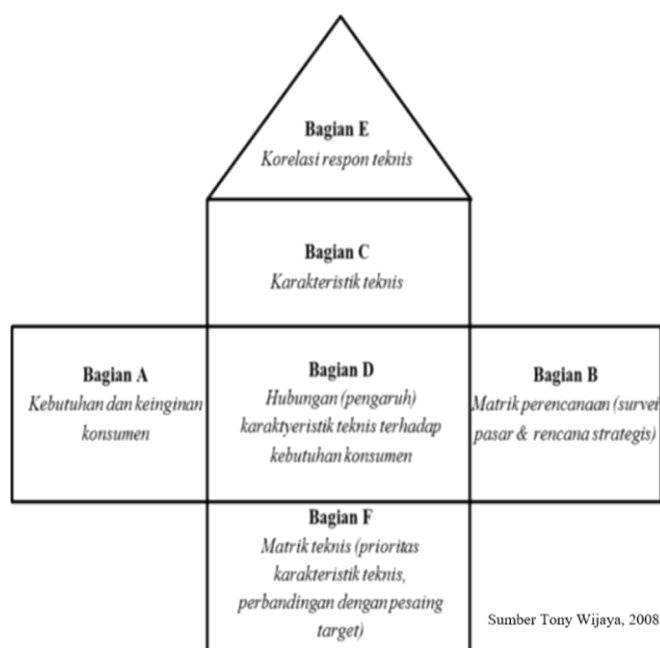 Bagian E
Korelasi respon teknis
Bagian C
Karakteristik teknis
Bagian A
Kebutuhan dan keinginan
konsumen
Bagian D
Hubungan (pengaruh)
karaktyeristik teknis terhadap
kebutuhan konsumen
Bagian B
Matrik perencanaan (survei
pasar & rencana strategis)
Bagian F
Matrik teknis (prioritas
karakteristik teknis,
perbandingan dengan pesaing
target)
Sumber Tony Wijaya, 2008